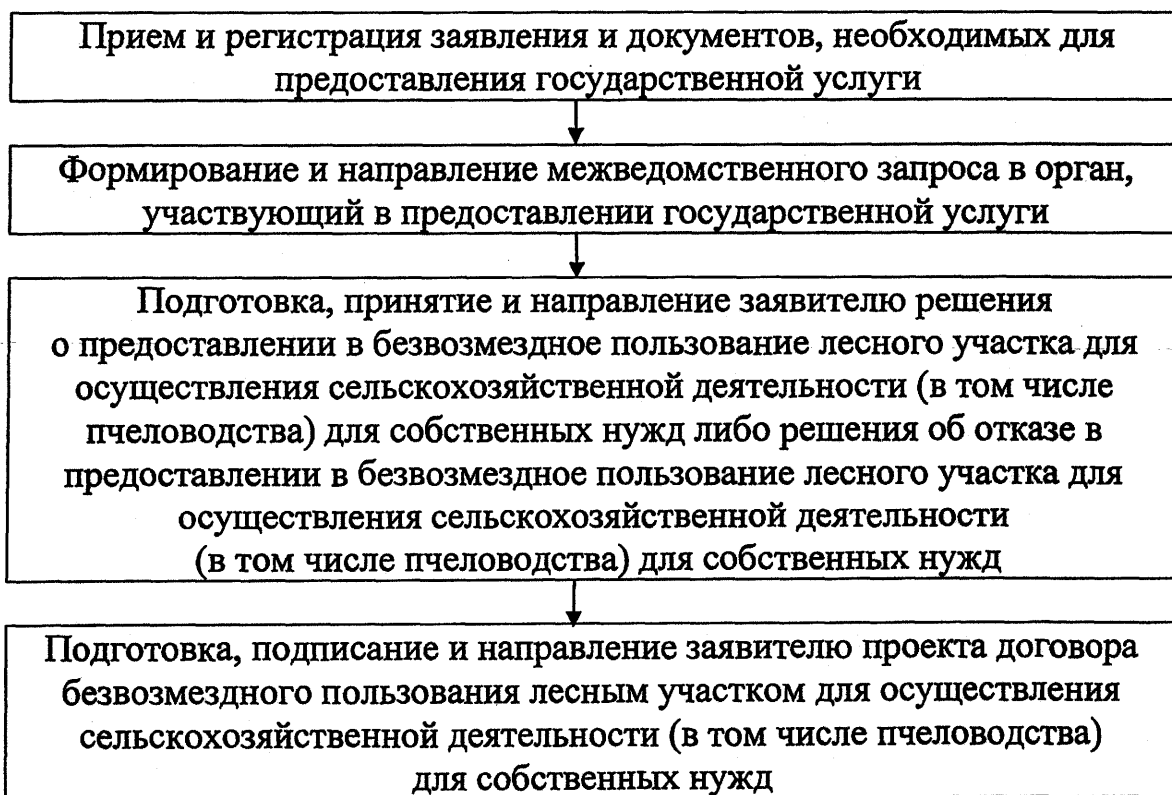 Прием и регистрация заявления и документов, необходимых для
предоставления государственной услуги
Формирование и направление межведомственного запроса в орган,
участвующий в предоставлении государственной услуги
Подготовка, принятие и направление заявителю решения
о предоставлении в безвозмездное пользование лесного участка для
осуществления сельскохозяйственной деятельности (в том числе
пчеловодства) для собственных нужд либо решения об отказе в
предоставлении в безвозмездное пользование лесного участка для
осуществления сельскохозяйственной деятельности
(в том числе пчеловодства) для собственных нужд
Подготовка, подписание и направление заявителю проекта договора
безвозмездного пользования лесным участком для осуществления
сельскохозяйственной деятельности (в том числе пчеловодства)
для собственных нужд